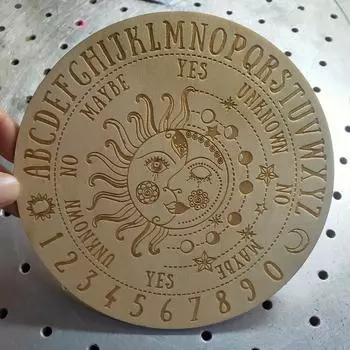 ABCDEFGHIJKLMNOPQRSTUVWXYZ
YES
MAYBE
UNKNOWN
NO
NO
UNKNOWN
MAYBE
YES
1234567890